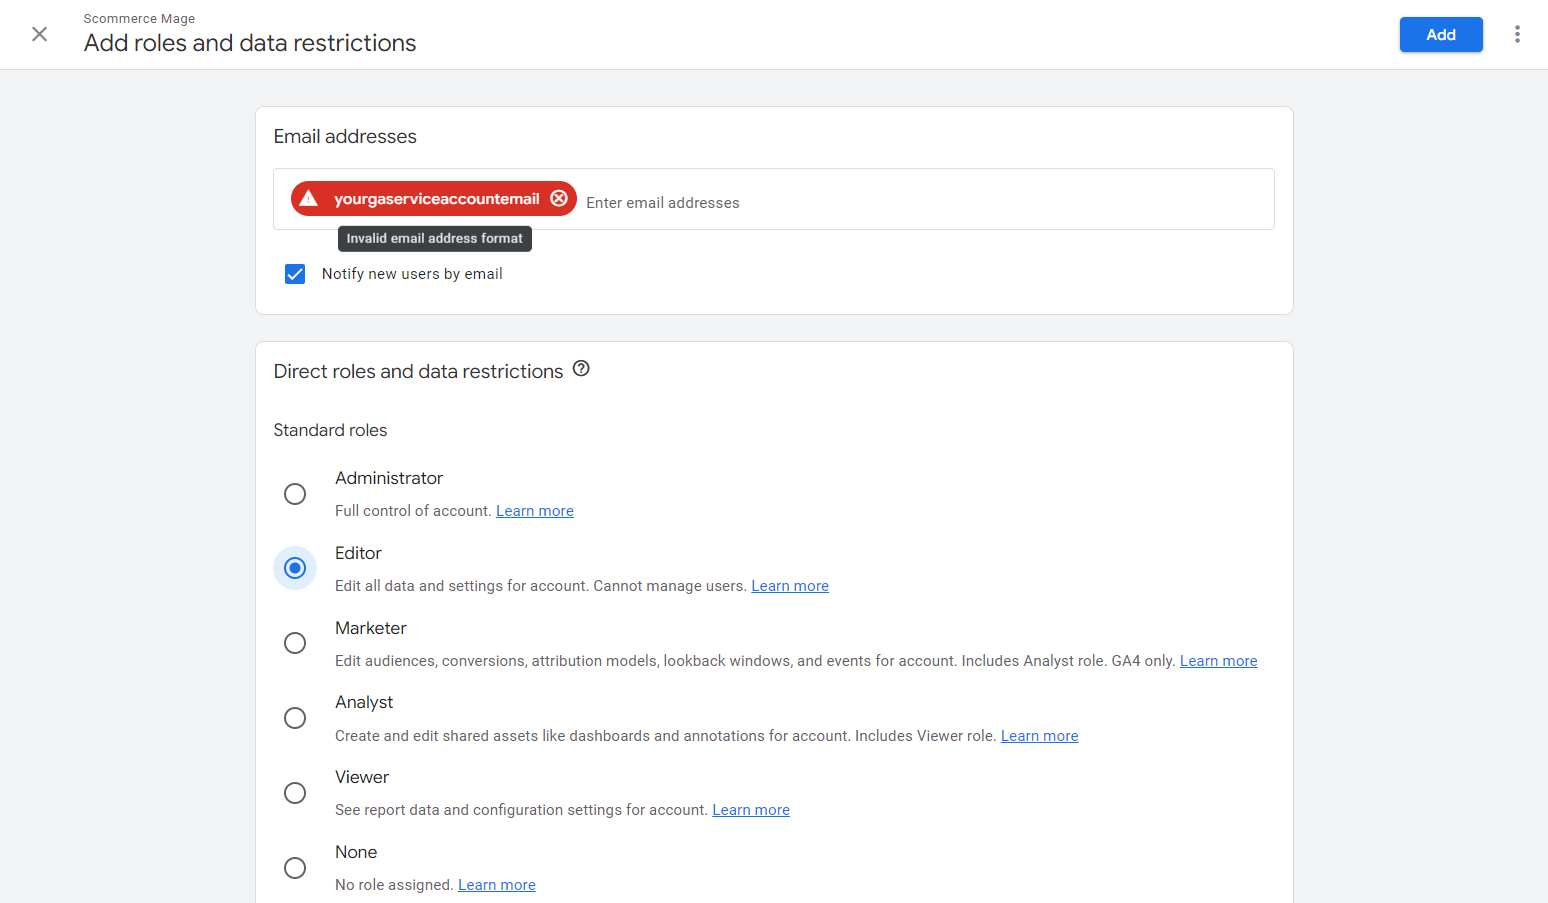 Scommerce Mage
Add roles and data restrictions
Add
Email addresses
yourgaserviceaccountemail
Enter email addresses
Invalid email address format
Notify new users by email
Direct roles and data restrictions
Standard roles
Administrator
Full control of account. Learn more
Editor
Edit all data and settings for account. Cannot manage users. Learn more
Marketer
Edit audiences, conversions, attribution models, lookback windows, and events for account. Includes Analyst role. GA4 only. Learn more
Analyst
Create and edit shared assets like dashboards and annotations for account. Includes Viewer role. Learn more
Viewer
See report data and configuration settings for account. Learn more
None
No role assigned. Learn more